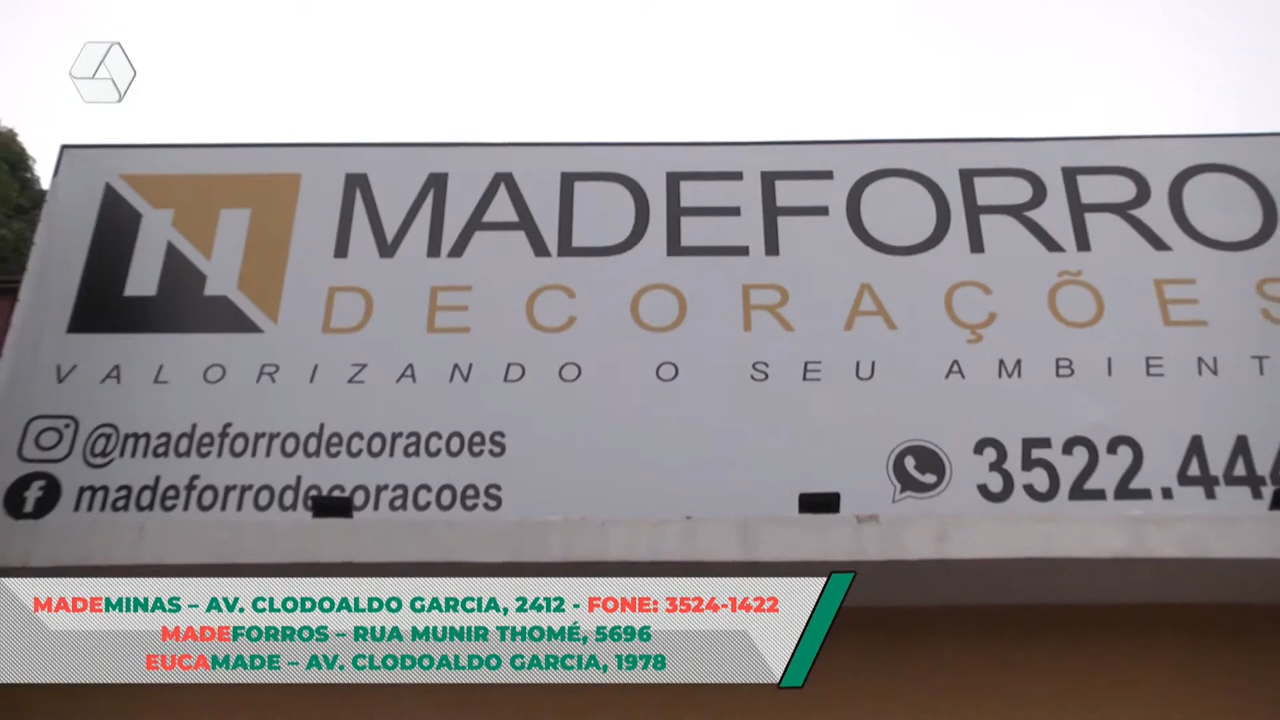 MADEFORRO
DECORAÇÕES
VALORIZANDO O SEU AMBIENT
@madeforrodecoracoes
madeforrodecoracoes
3522.44
MADEMINAS – AV. CLODOALDO GARCIA, 2412 - FONE: 3524-1422
MADEFORROS – RUA MUNIR THOMÉ, 5696
EUCAMADE – AV. CLODOALDO GARCIA, 1978